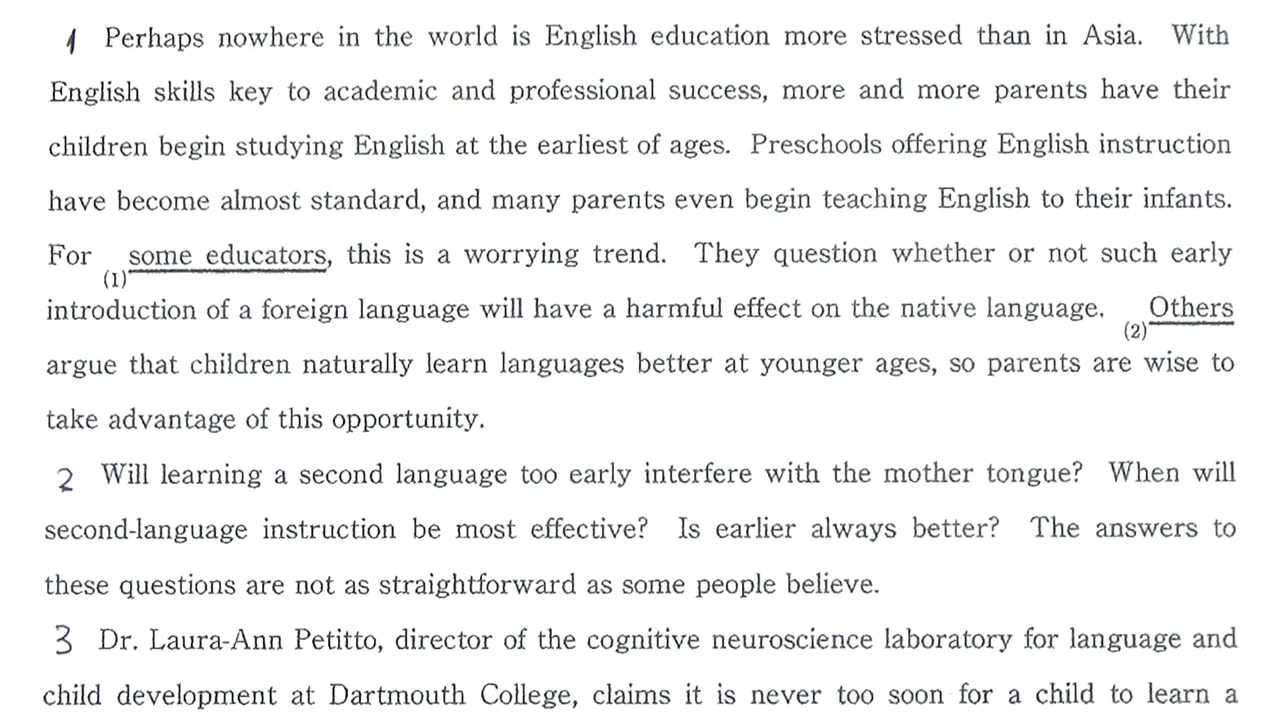 1 Perhaps nowhere in the world is English education more stressed than in Asia. With
English skills key to academic and professional success, more and more parents have their
children begin studying English at the earliest of ages. Preschools offering English instruction
have become almost standard, and many parents even begin teaching English to their infants.
For (1) some educators, this is a worrying trend. They question whether or not such early
introduction of a foreign language will have a harmful effect on the native language. (2) Others
argue that children naturally learn languages better at younger ages, so parents are wise to
take advantage of this opportunity.
2 Will learning a second language too early interfere with the mother tongue? When will
second-language instruction be most effective? Is earlier always better? The answers to
these questions are not as straightforward as some people believe.
3 Dr. Laura-Ann Petitto, director of the cognitive neuroscience laboratory for language and
child development at Dartmouth College, claims it is never too soon for a child to learn a